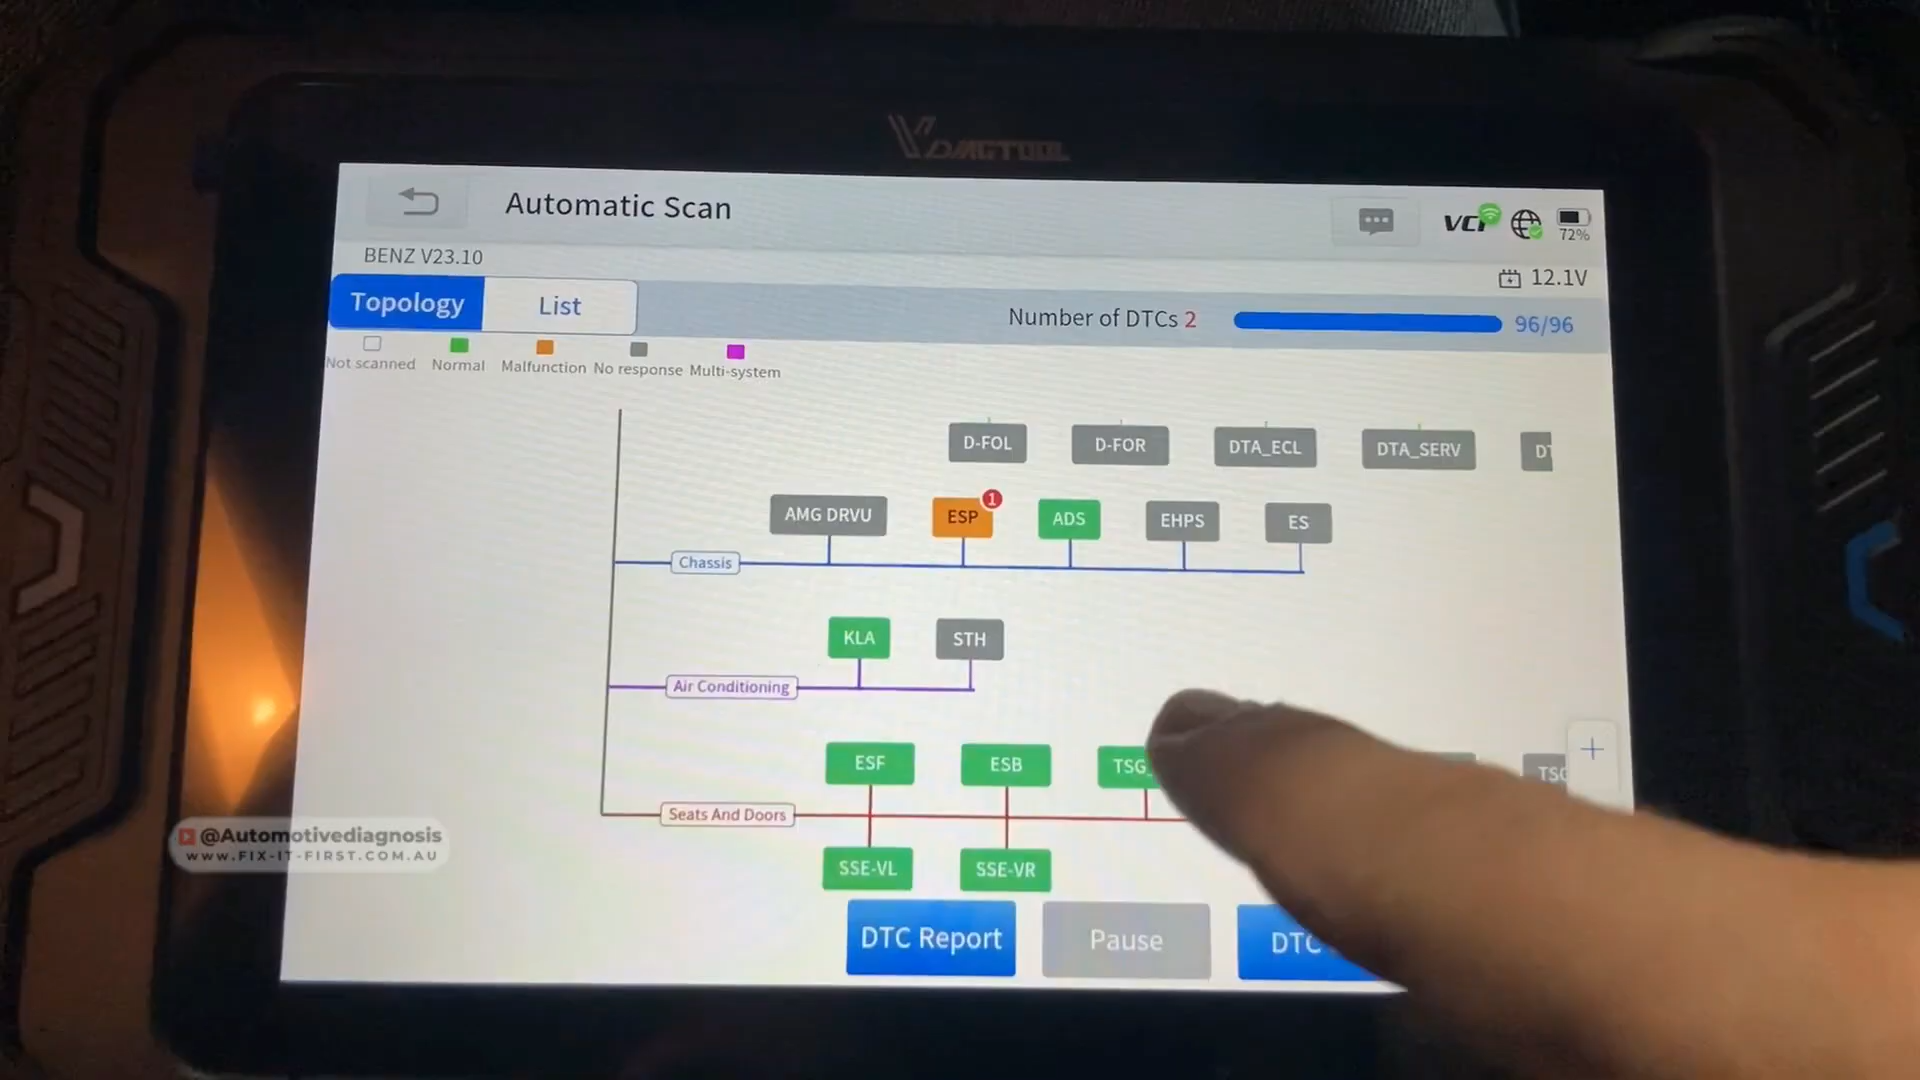 VDIAGTOOL
Automatic Scan
VCI
72%
BENZ V23.10
12.1V
Topology
List
Number of DTCs 2
96/96
Not scanned
Normal
Malfunction
No response
Multi-system
D-FOL
D-FOR
DTA_ECL
DTA_SERV
AMG DRVU
ESP
1
ADS
EHPS
ES
Chassis
KLA
STH
Air Conditioning
ESF
ESB
TSG
TSG
+
Seats And Doors
SSE-VL
SSE-VR
DTC Report
Pause
DTC
@Automotivediagnosis
WWW.FIX-IT-FIRST.COM.AU